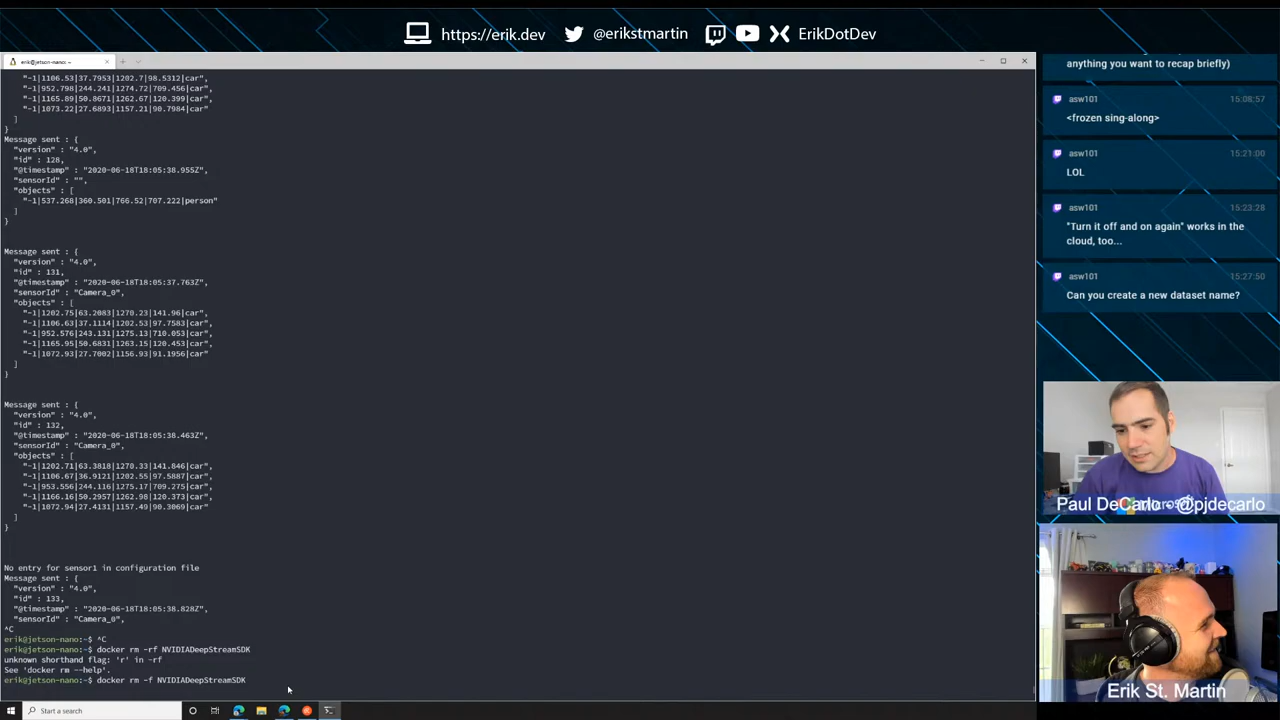 https://erik.dev
@erikstmartin
ErikDotDev
erik@jetson-nano: ~
"-1|1106.53|37.7953|1202.7|98.5312|car",
"-1|952.798|244.241|1274.72|709.456|car",
"-1|1165.89|50.8671|1262.67|120.399|car",
"-1|1073.22|27.6893|1157.21|90.7984|car"
]
}
Message sent : {
"version" : "4.0",
"id" : 128,
"@timestamp" : "2020-06-18T18:05:38.955Z",
"sensorId" : "",
"objects" : [
"-1|537.268|360.501|766.52|707.222|person"
]
}
Message sent : {
"version" : "4.0",
"id" : 131,
"@timestamp" : "2020-06-18T18:05:37.763Z",
"sensorId" : "Camera_0",
"objects" : [
"-1|1202.75|63.2083|1270.23|141.96|car",
"-1|1106.63|37.1114|1202.53|97.7583|car",
"-1|952.576|243.131|1275.13|710.053|car",
"-1|1165.95|50.6831|1263.15|120.453|car",
"-1|1072.93|27.7002|1156.93|91.1956|car"
]
}
Message sent : {
"version" : "4.0",
"id" : 132,
"@timestamp" : "2020-06-18T18:05:38.463Z",
"sensorId" : "Camera_0",
"objects" : [
"-1|1202.71|63.3818|1270.33|141.846|car",
"-1|1106.67|36.9121|1202.55|97.5887|car",
"-1|953.556|244.116|1275.17|709.275|car",
"-1|1166.16|50.2957|1262.98|120.373|car",
"-1|1072.94|27.4131|1157.49|90.3069|car"
]
}
No entry for sensor1 in configuration file
Message sent : {
"version" : "4.0",
"id" : 133,
"@timestamp" : "2020-06-18T18:05:38.828Z",
"sensorId" : "Camera_0",
^C
erik@jetson-nano:~$ ^C
erik@jetson-nano:~$ docker rm -rf NVIDIADeepStreamSDK
unknown shorthand flag: 'r' in -rf
See 'docker rm --help'.
erik@jetson-nano:~$ docker rm -f NVIDIADeepStreamSDK
Start a search
anything you want to recap briefly)
asw101 15:08:57
<frozen sing-along>
asw101 15:21:00
LOL
asw101 15:23:28
"Turn it off and on again" works in the
cloud, too...
asw101 15:27:50
Can you create a new dataset name?
Paul DeCarlo - @pjdecarlo
Erik St. Martin